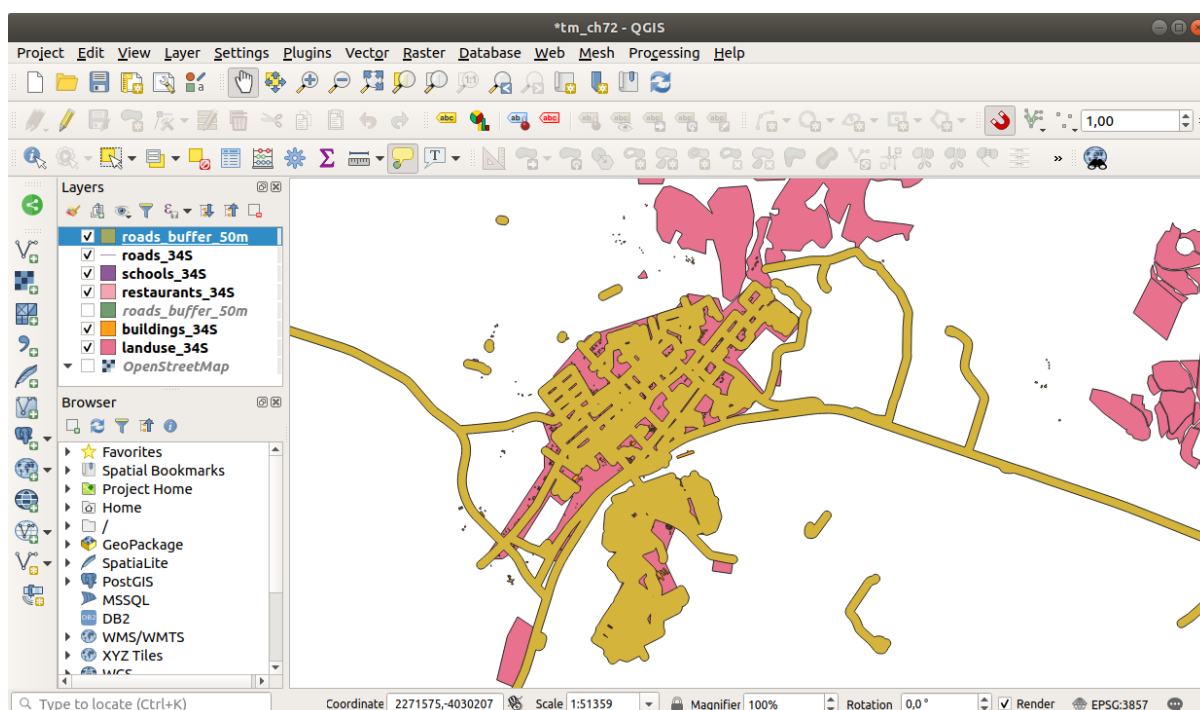 *tm_ch72 - QGIS
Project Edit View Layer Settings Plugins Vector Raster Database Web Mesh Processing Help
1,00
Layers
roads_buffer_50m
roads_34S
schools_34S
restaurants_34S
roads_buffer_50m
buildings_34S
landuse_34S
OpenStreetMap
Browser
Favorites
Spatial Bookmarks
Project Home
Home
/
GeoPackage
SpatiaLite
PostGIS
MSSQL
DB2
WMS/WMTS
XYZ Tiles
WCS
Type to locate (Ctrl+K) Coordinate 2271575,-4030207 Scale 1:51359 Magnifier 100% Rotation 0,0 ° Render EPSG:3857